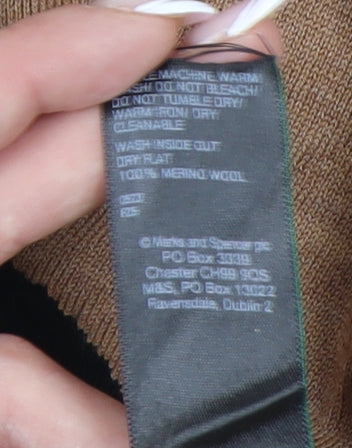 MACHINE WARM
WASH/ DO NOT BLEACH/
DO NOT TUMBLE DRY/
WARM IRON/ DRY
CLEANABLE
WASH INSIDE OUT
DRY FLAT
100% MERINO WOOL
© Marks and Spencer plc
PO Box 3339
Chester CH99 9QS
M&S, PO Box 13022
Ravensdale, Dublin 2